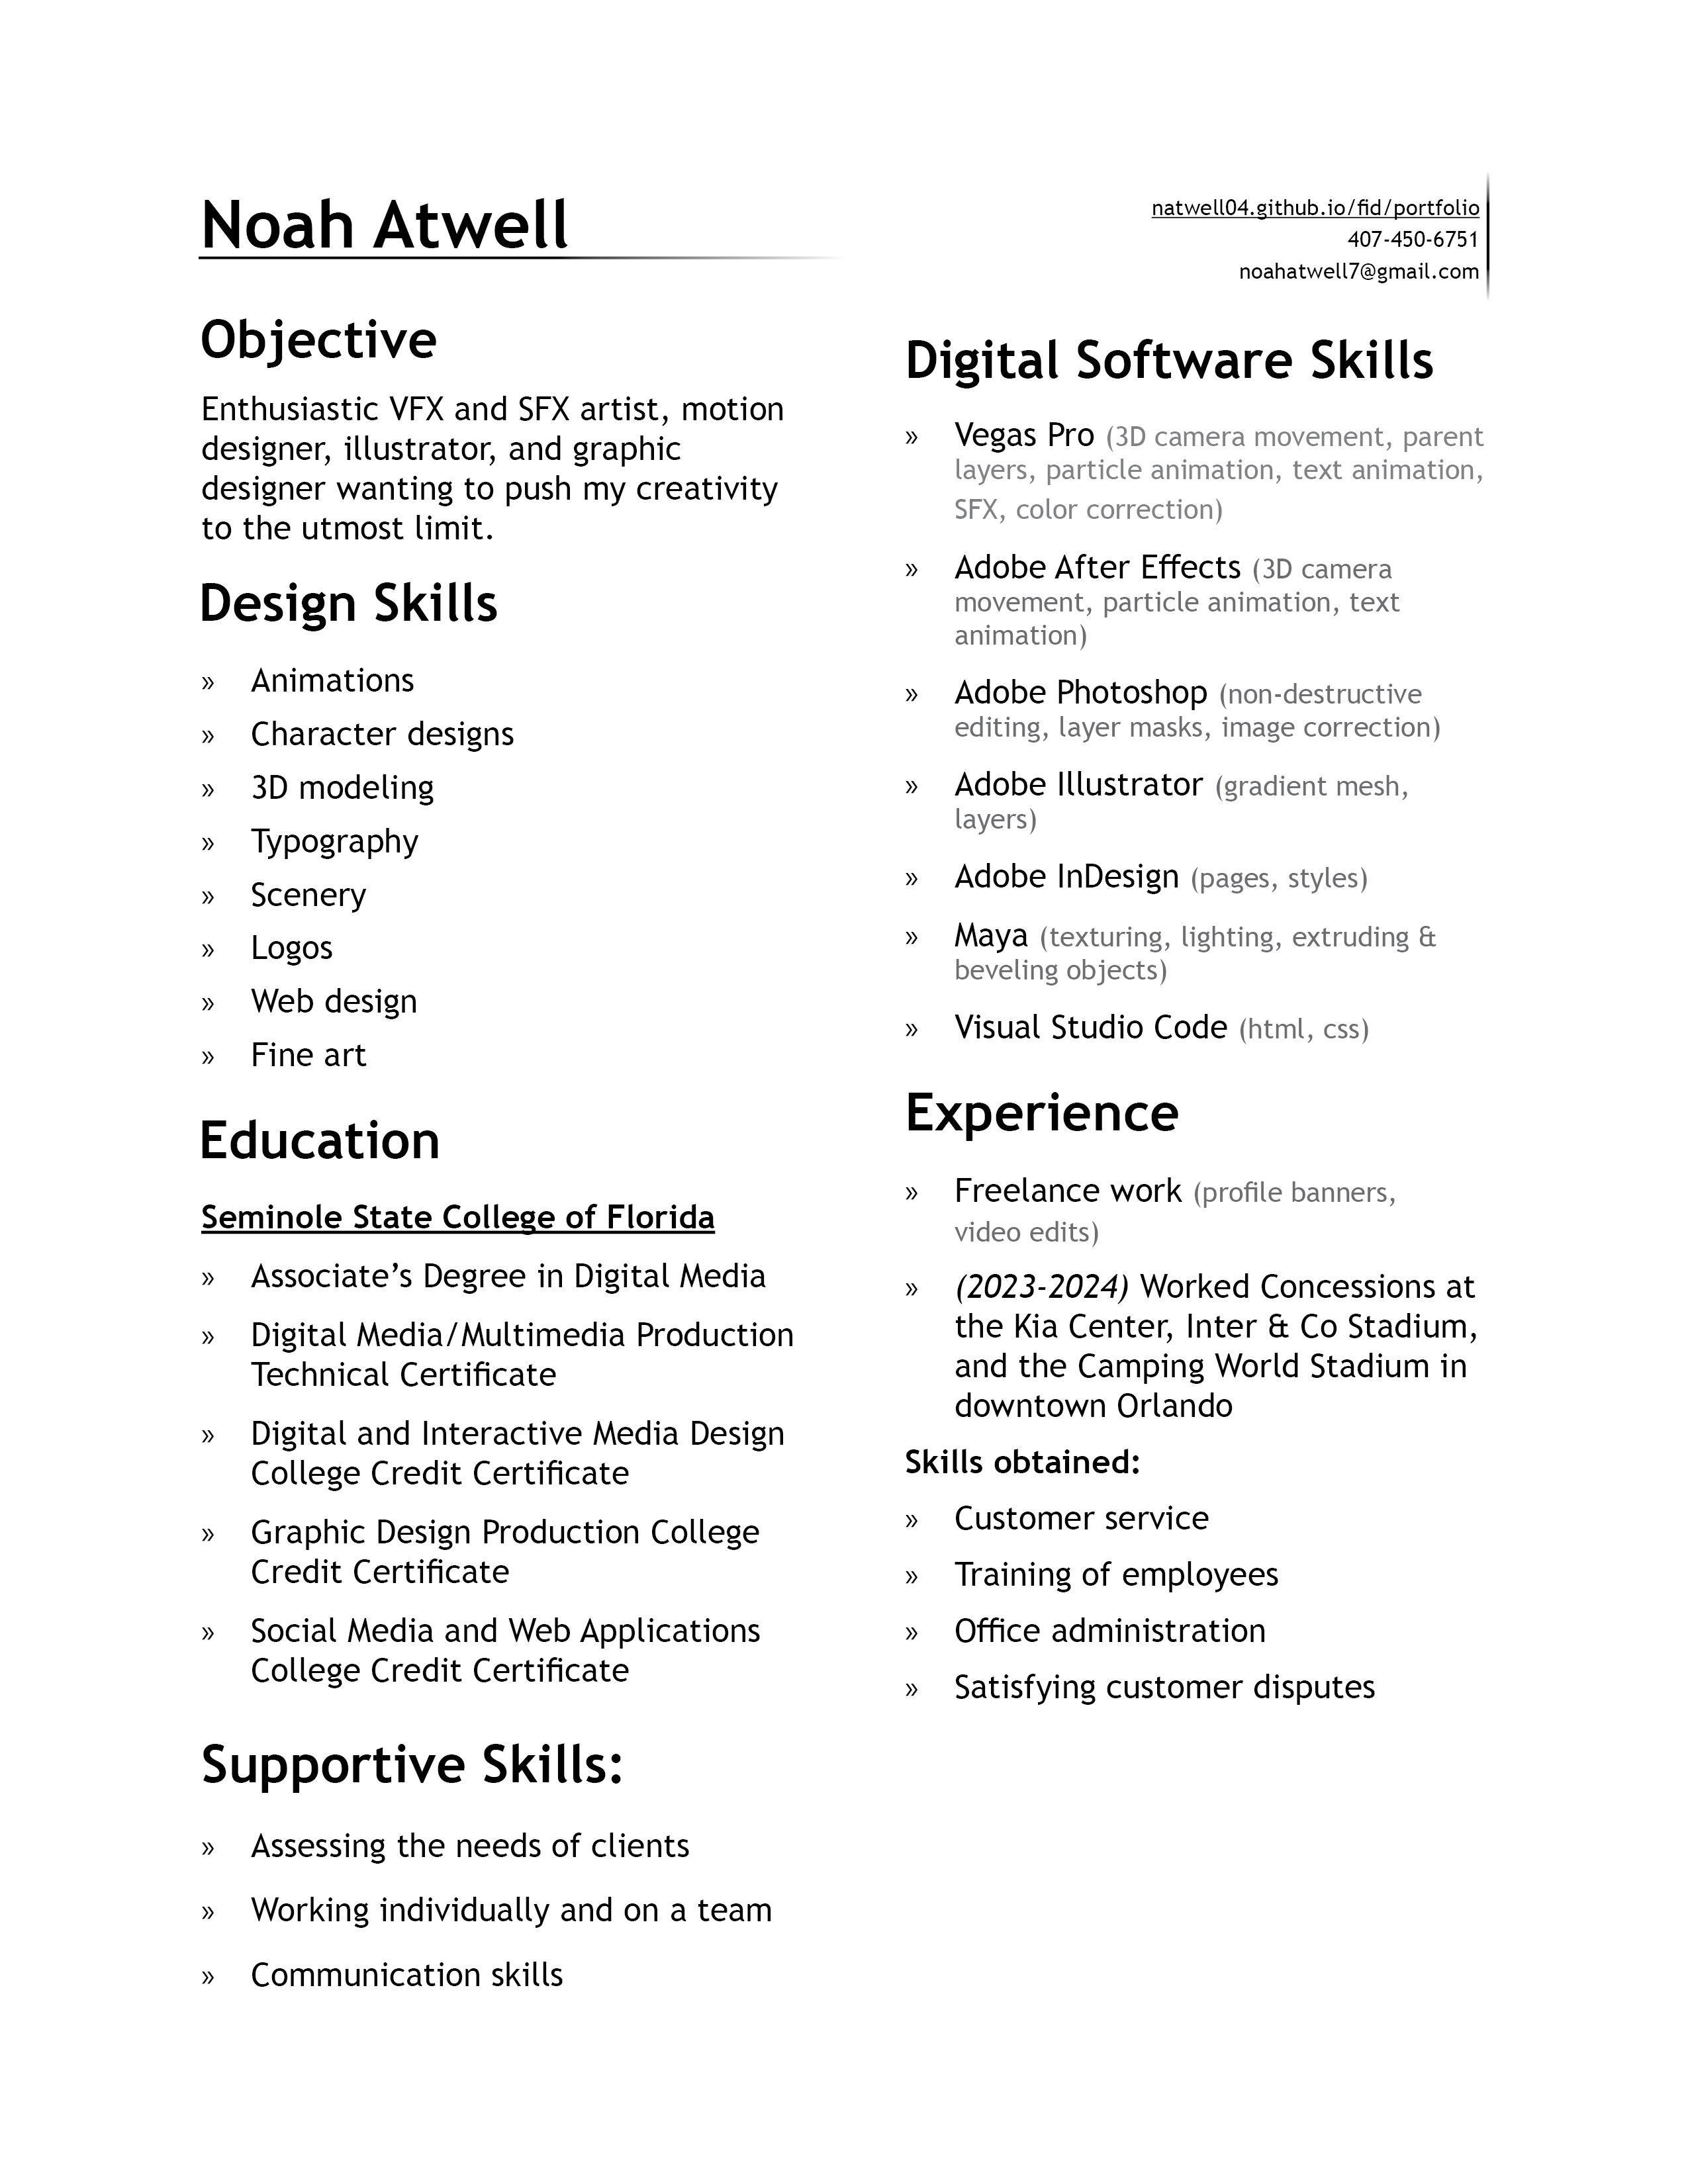 Noah Atwell
natwell04.github.io/fid/portfolio
407-450-6751
noahatwell7@gmail.com
Objective
Enthusiastic VFX and SFX artist, motion
designer, illustrator, and graphic
designer wanting to push my creativity
to the utmost limit.
Design Skills
» Animations
» Character designs
» 3D modeling
» Typography
» Scenery
» Logos
» Web design
» Fine art
Education
Seminole State College of Florida
» Associate’s Degree in Digital Media
» Digital Media/Multimedia Production
Technical Certificate
» Digital and Interactive Media Design
College Credit Certificate
» Graphic Design Production College
Credit Certificate
» Social Media and Web Applications
College Credit Certificate
Supportive Skills:
» Assessing the needs of clients
» Working individually and on a team
» Communication skills
Digital Software Skills
» Vegas Pro (3D camera movement, parent
layers, particle animation, text animation,
SFX, color correction)
» Adobe After Effects (3D camera
movement, particle animation, text
animation)
» Adobe Photoshop (non-destructive
editing, layer masks, image correction)
» Adobe Illustrator (gradient mesh,
layers)
» Adobe InDesign (pages, styles)
» Maya (texturing, lighting, extruding &
beveling objects)
» Visual Studio Code (html, css)
Experience
» Freelance work (profile banners,
video edits)
» (2023-2024) Worked Concessions at
the Kia Center, Inter & Co Stadium,
and the Camping World Stadium in
downtown Orlando
Skills obtained:
» Customer service
» Training of employees
» Office administration
» Satisfying customer disputes